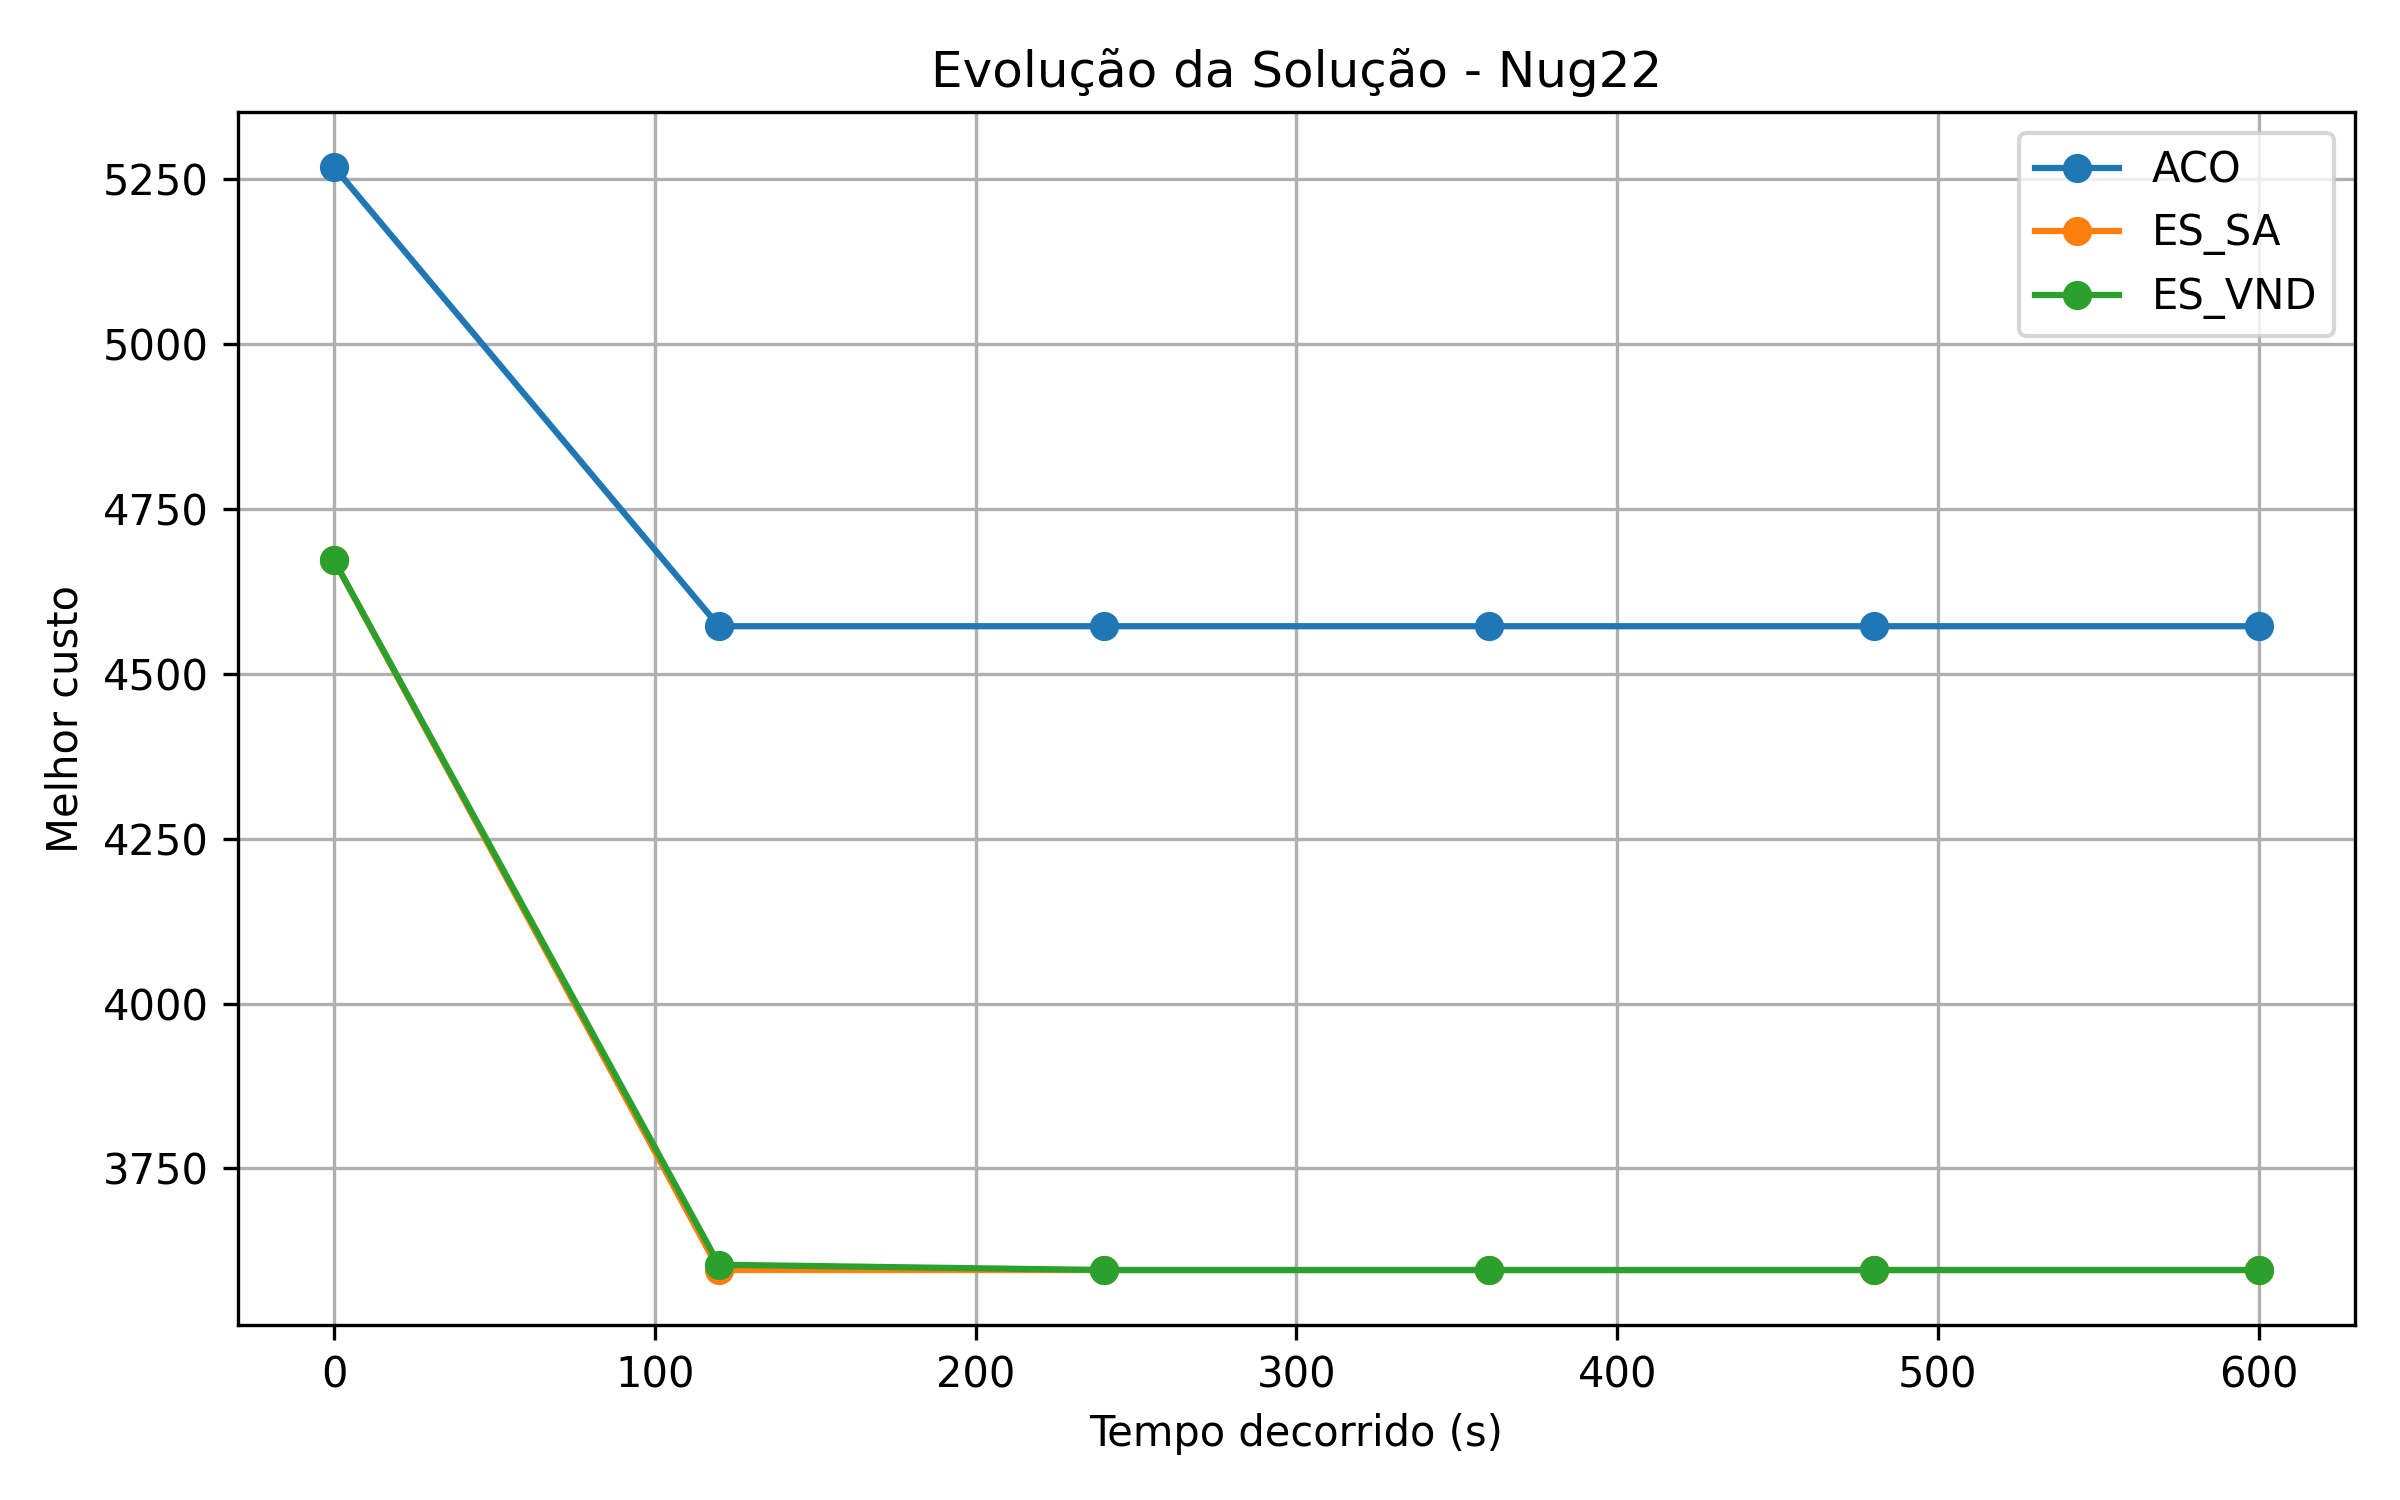 Evolução da Solução - Nug22
ACO
ES_SA
ES_VND
Melhor custo
5250
5000
4750
4500
4250
4000
3750
0 100 200 300 400 500 600
Tempo decorrido (s)